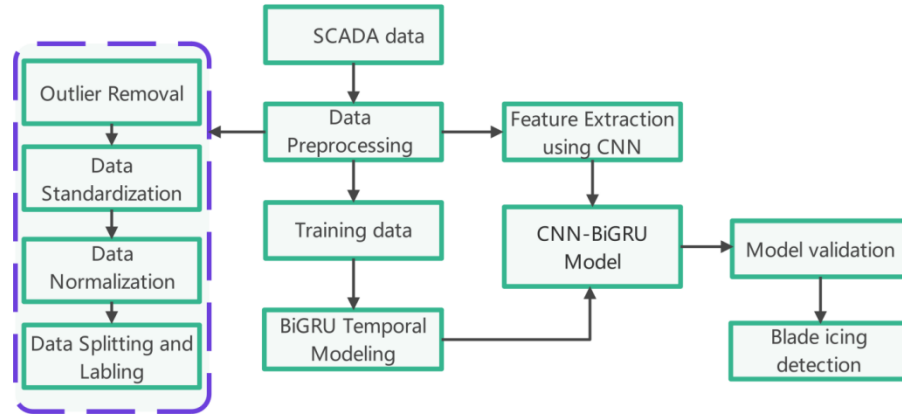 SCADA data
Outlier Removal
Data
Preprocessing
Feature Extraction
using CNN
Data
Standardization
Training data
CNN-BiGRU
Model
Model validation
Data
Normalization
BiGRU Temporal
Modeling
Data Splitting and
Labling
Blade icing
detection